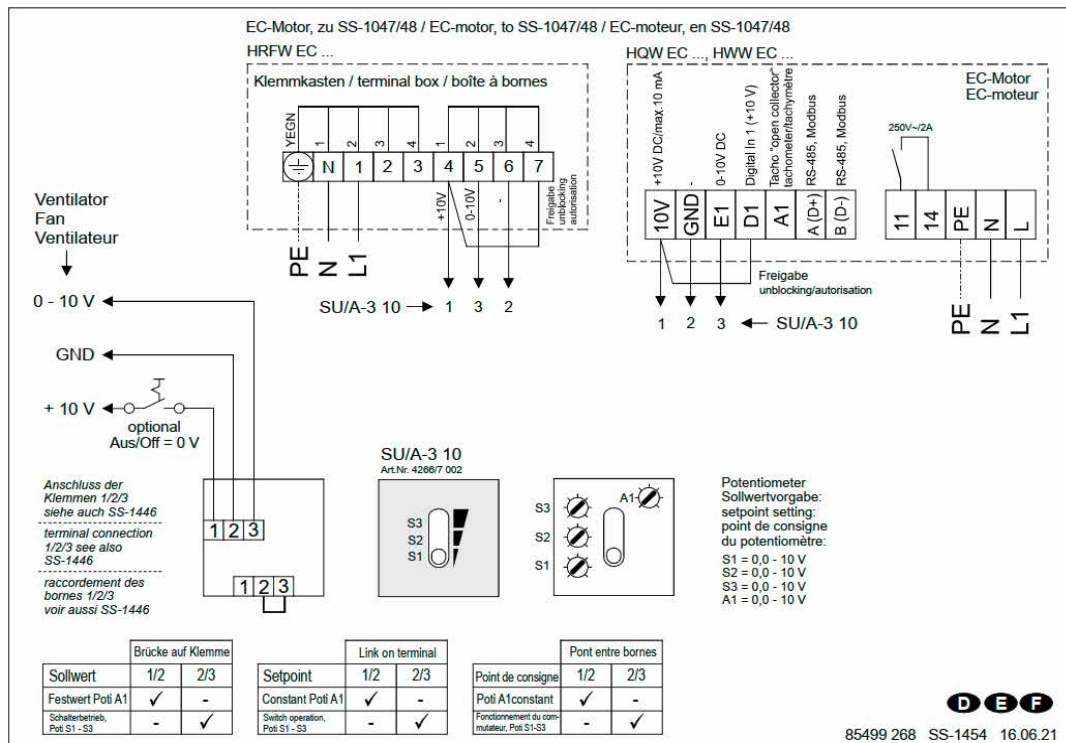 EC-Motor, zu SS-1047/48 / EC-motor, to SS-1047/48 / EC-moteur, en SS-1047/48
HRFW EC ...
Klemmkasten / terminal box / boîte à bornes
YEGN
1
2
3
4
1
2
3
4
N 1 2 3 4 5 6 7
+10V
0-10V
-
Freigabe
unblocking
autorisation
PE
N
L1
SU/A-3 10
1 3 2
HQW EC ..., HWW EC ...
EC-Motor
EC-moteur
+10V DC/max.10 mA
-
0-10V DC
Digital In 1 (+10 V)
Tacho "open collector"
tachometer/tachymètre
RS-485, Modbus
RS-485, Modbus
250V~/2A
10V
GND
E1
D1
A1
A (D+)
B (D-)
11
14
PE
N
L
Freigabe
unblocking/autorisation
1 2 3
SU/A-3 10
PE
N
L1
Ventilator
Fan
Ventilateur
0 - 10 V
GND
+ 10 V
optional
Aus/Off = 0 V
Anschluss der
Klemmen 1/2/3
siehe auch SS-1446
terminal connection
1/2/3 see also
SS-1446
raccordement des
bornes 1/2/3
voir aussi SS-1446
1 2 3
1 2 3
SU/A-3 10
Art.Nr. 4266/7 002
S3
S2
S1
S3
S2
S1
A1
Potentiometer
Sollwertvorgabe:
setpoint setting:
point de consigne
du potentiomètre:
S1 = 0,0 - 10 V
S2 = 0,0 - 10 V
S3 = 0,0 - 10 V
A1 = 0,0 - 10 V
Brücke auf Klemme
Sollwert 1/2 2/3
Festwert Poti A1 ✓ -
Schalterbetrieb,
Poti S1 - S3 - ✓
Link on terminal
Setpoint 1/2 2/3
Constant Poti A1 ✓ -
Switch operation,
Poti S1 - S3 - ✓
Pont entre bornes
Point de consigne 1/2 2/3
Poti A1constant ✓ -
Fonctionnement du com-
mutateur, Poti S1-S3 - ✓
D E F
85499 268 SS-1454 16.06.21